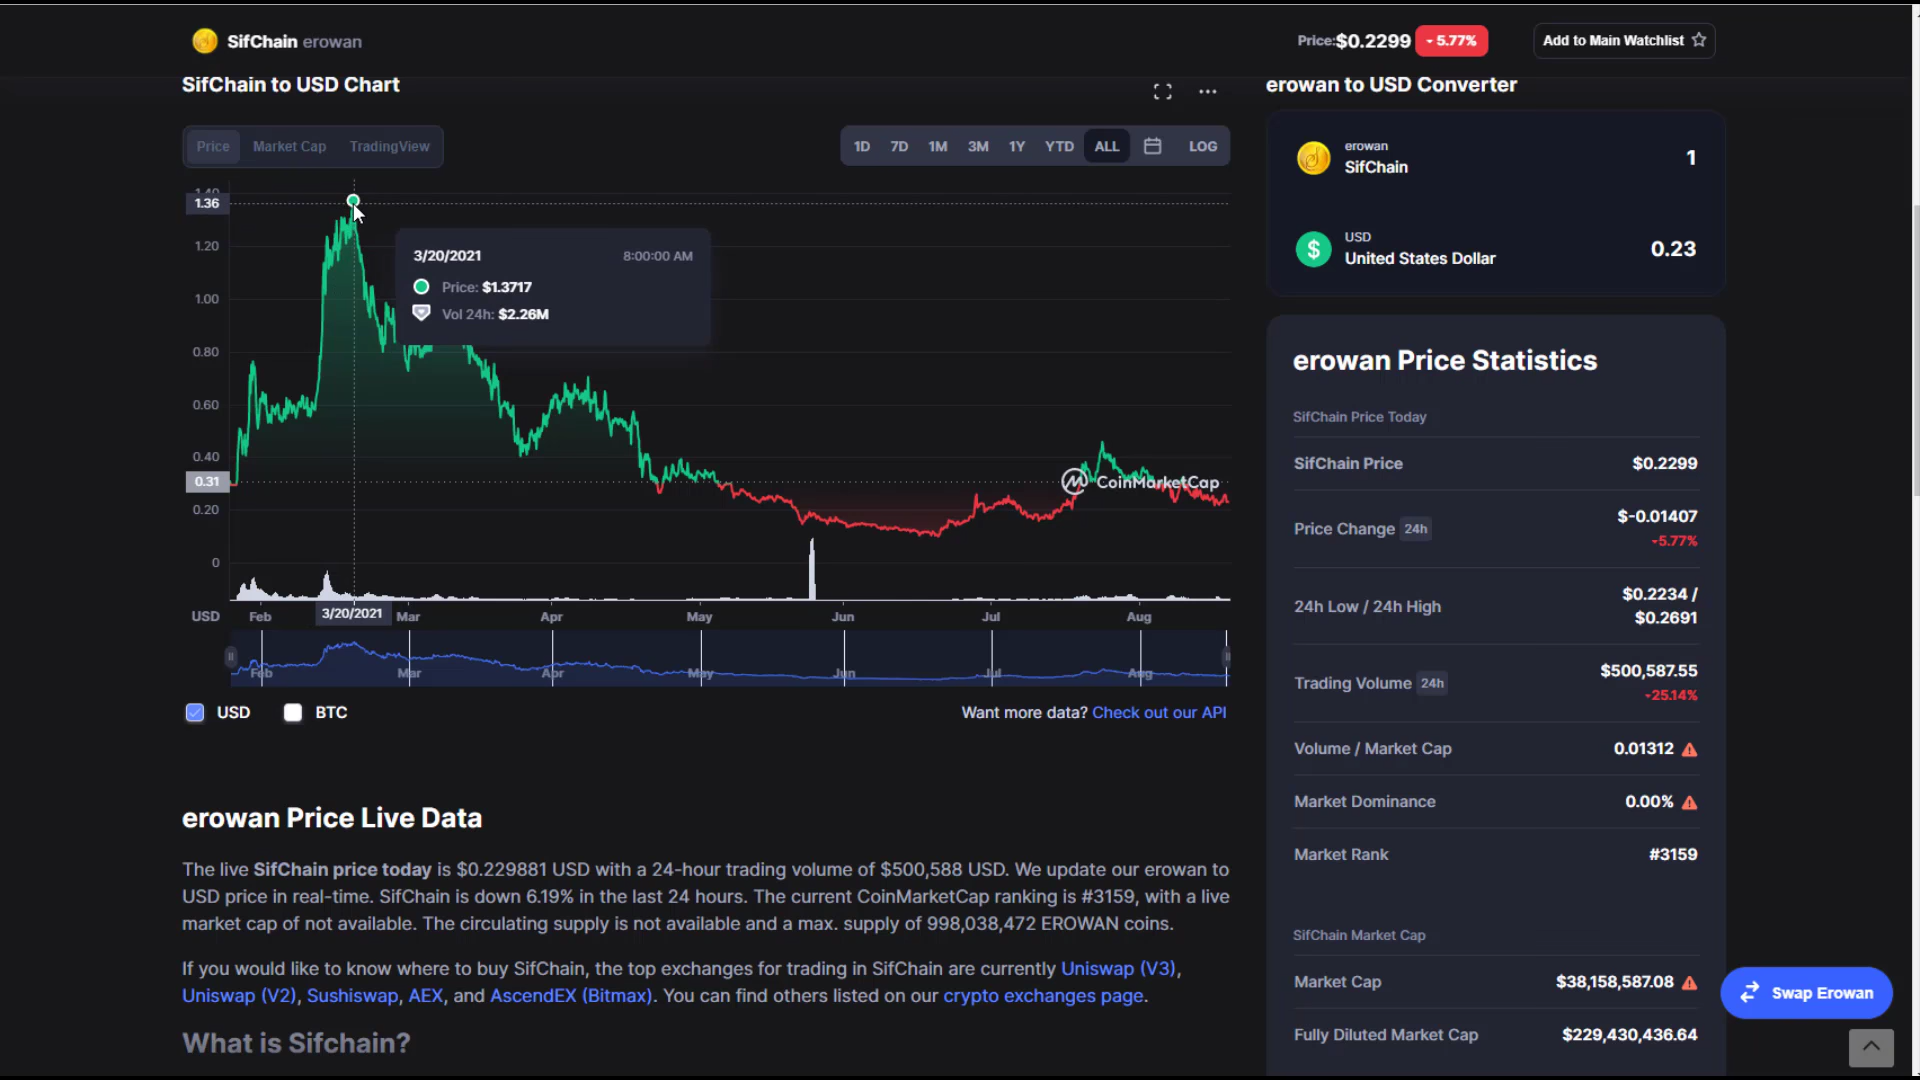 SifChain erowan
Price:$0.2299 - 5.77%
Add to Main Watchlist
SifChain to USD Chart
Price Market Cap TradingView
1D 7D 1M 3M 1Y YTD ALL LOG
1.40
1.36
1.20
1.00
0.80
0.60
0.40
0.31
0.20
0
3/20/2021 8:00:00 AM
Price: $1.3717
Vol 24h: $2.26M
CoinMarketCap
USD Feb 3/20/2021 Mar Apr May Jun Jul Aug
Feb Mar Apr May Jun Jul Aug
USD BTC
Want more data? Check out our API
erowan Price Live Data
The live SifChain price today is $0.229881 USD with a 24-hour trading volume of $500,588 USD. We update our erowan to
USD price in real-time. SifChain is down 6.19% in the last 24 hours. The current CoinMarketCap ranking is #3159, with a live
market cap of not available. The circulating supply is not available and a max. supply of 998,038,472 EROWAN coins.
If you would like to know where to buy SifChain, the top exchanges for trading in SifChain are currently Uniswap (V3),
Uniswap (V2), Sushiswap, AEX, and AscendEX (Bitmax). You can find others listed on our crypto exchanges page.
What is Sifchain?
erowan to USD Converter
erowan
SifChain 1
USD
United States Dollar 0.23
erowan Price Statistics
SifChain Price Today
SifChain Price $0.2299
Price Change 24h $-0.01407
-5.77%
24h Low / 24h High $0.2234 /
$0.2691
Trading Volume 24h $500,587.55
-25.14%
Volume / Market Cap 0.01312
Market Dominance 0.00%
Market Rank #3159
SifChain Market Cap
Market Cap $38,158,587.08
Fully Diluted Market Cap $229,430,436.64
Swap Erowan